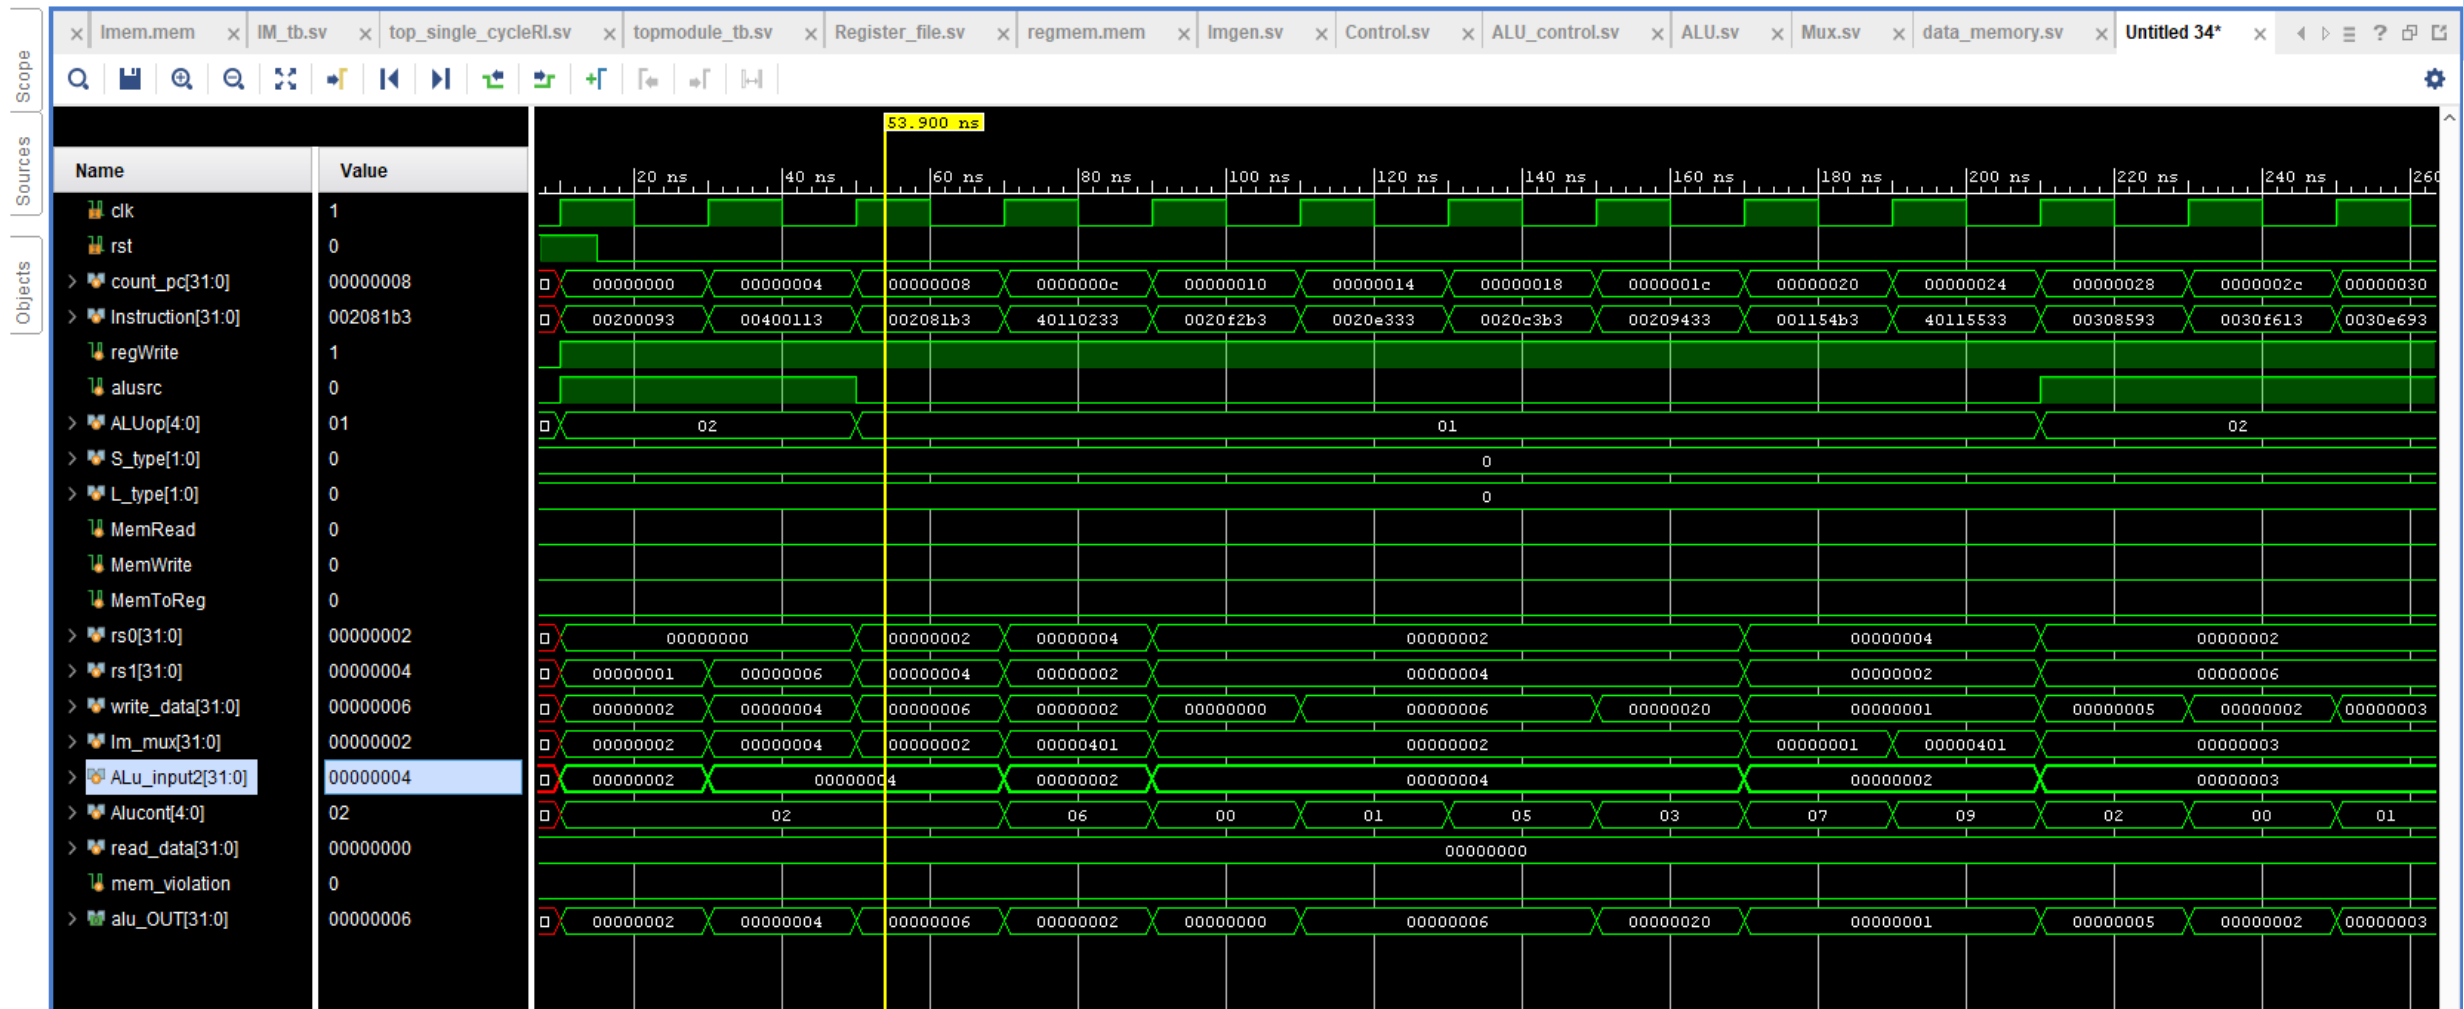 Imem.mem IM_tb.sv top_single_cycleRI.sv topmodule_tb.sv Register_file.sv regmem.mem Imgen.sv Control.sv ALU_control.sv ALU.sv Mux.sv data_memory.sv Untitled 34*
Scope
Sources
Objects
53.900 ns
Name Value 20 ns 40 ns 60 ns 80 ns 100 ns 120 ns 140 ns 160 ns 180 ns 200 ns 220 ns 240 ns 260
clk 1
rst 0
count_pc[31:0] 00000008 00000000 00000004 00000008 0000000c 00000010 00000014 00000018 0000001c 00000020 00000024 00000028 0000002c 00000030
Instruction[31:0] 002081b3 00200093 00400113 002081b3 40110233 0020f2b3 0020e333 0020c3b3 00209433 001154b3 40115533 00308593 0030f613 0030e693
regWrite 1
alusrc 0
ALUop[4:0] 01 02 01 02
S_type[1:0] 0 0
L_type[1:0] 0 0
MemRead 0
MemWrite 0
MemToReg 0
rs0[31:0] 00000002 00000000 00000002 00000004 00000002 00000004 00000002
rs1[31:0] 00000004 00000001 00000006 00000004 00000002 00000004 00000002 00000006
write_data[31:0] 00000006 00000002 00000004 00000006 00000002 00000000 00000006 00000020 00000001 00000005 00000002 00000003
Im_mux[31:0] 00000002 00000002 00000004 00000002 00000401 00000002 00000001 00000401 00000003
ALu_input2[31:0] 00000004 00000002 00000004 00000002 00000004 00000002 00000003
Alucont[4:0] 02 02 06 00 01 05 03 07 09 02 00 01
read_data[31:0] 00000000 00000000
mem_violation 0
alu_OUT[31:0] 00000006 00000002 00000004 00000006 00000002 00000000 00000006 00000020 00000001 00000005 00000002 00000003